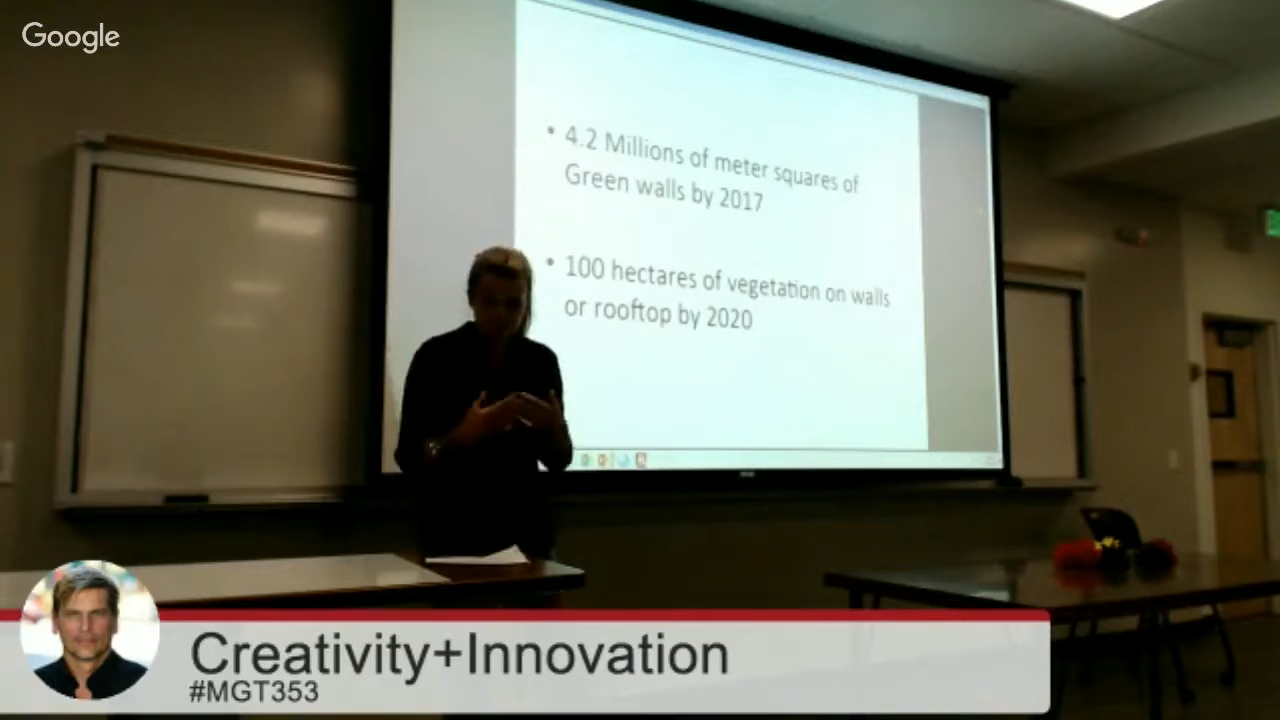 Google
• 4.2 Millions of meter squares of
Green walls by 2017
• 100 hectares of vegetation on walls
or rooftop by 2020
Creativity+Innovation
#MGT353